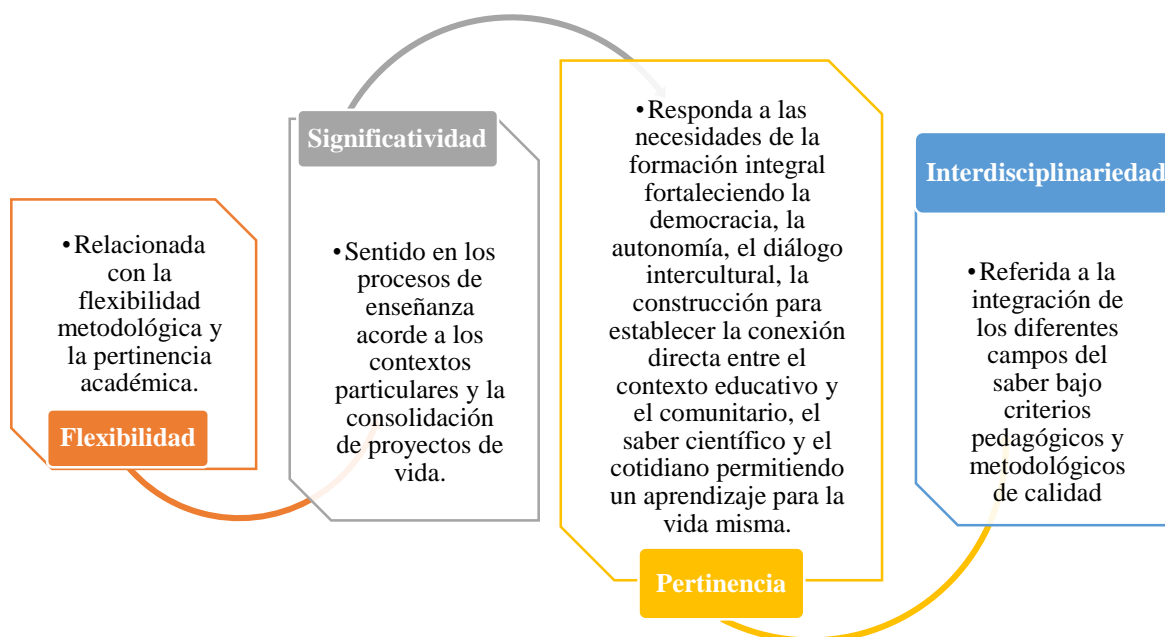 •Relacionada
con la
flexibilidad
metodológica y
la pertinencia
académica.
Flexibilidad
Significatividad
•Sentido en los
procesos de
enseñanza
acorde a los
contextos
particulares y la
consolidación
de proyectos de
vida.
•Responda a las
necesidades de la
formación integral
fortaleciendo la
democracia, la
autonomía, el diálogo
intercultural, la
construcción para
establecer la conexión
directa entre el
contexto educativo y
el comunitario, el
saber científico y el
cotidiano permitiendo
un aprendizaje para la
vida misma.
Pertinencia
Interdisciplinariedad
•Referida a la
integración de
los diferentes
campos del
saber bajo
criterios
pedagógicos y
metodológicos
de calidad